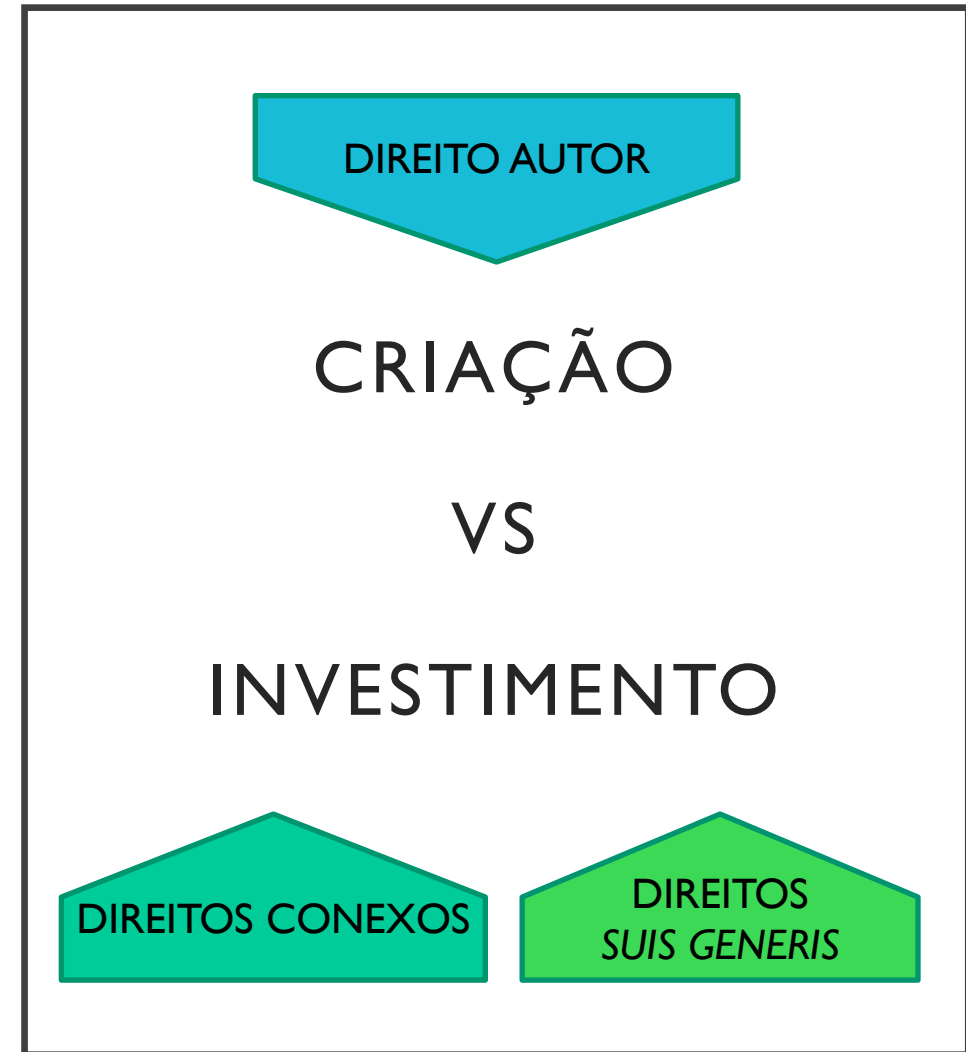 DIREITO AUTOR
CRIAÇÃO
VS
INVESTIMENTO
DIREITOS CONEXOS
DIREITOS
SUIS GENERIS